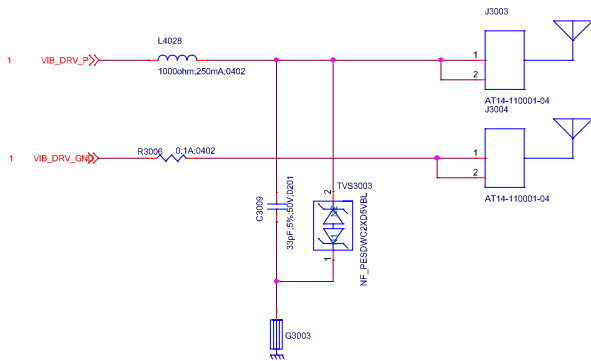 J3003
L4028
1 VIB_DRV_P 1
1000ohm;250mA;0402 2
AT14-110001-04
J3004
R3006 0;1A;0402 1
1 VIB_DRV_GND
2
TVS3003
AT14-110001-04
2
C3009
33pF;5%;50V;0201
NF_PESDWC2XD5VBL
1
G3003